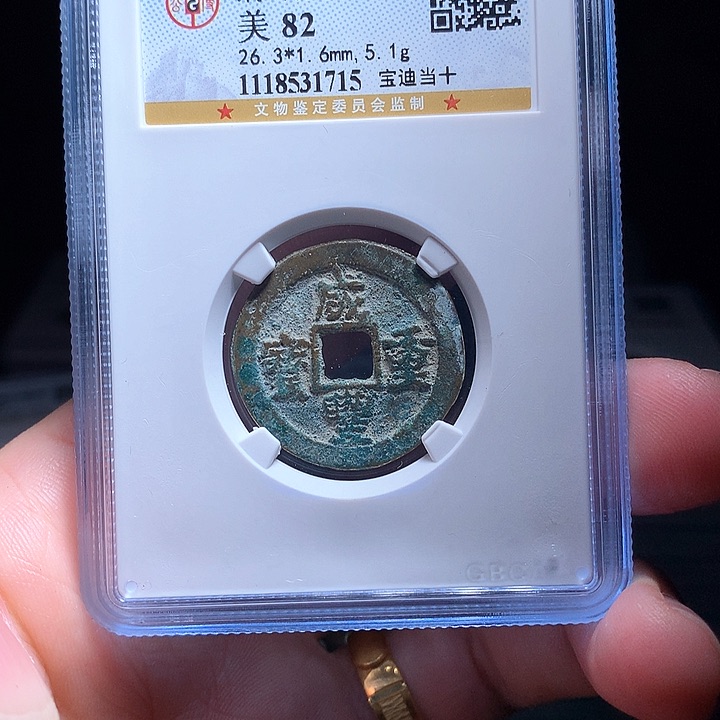 美 82
26.3*1.6mm,5.1g
1118531715 宝迪当十
文物鉴定委员会监制
咸
寶 重
豐
GBC